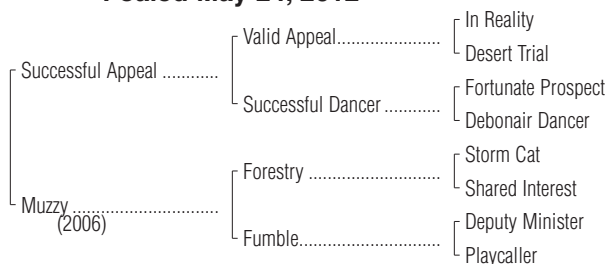 Foaled May 24, 2012
In Reality
Valid Appeal
Desert Trial
Successful Appeal
Fortunate Prospect
Successful Dancer
Debonair Dancer
Storm Cat
Forestry
Shared Interest
Muzzy
(2006)
Deputy Minister
Fumble
Playcaller